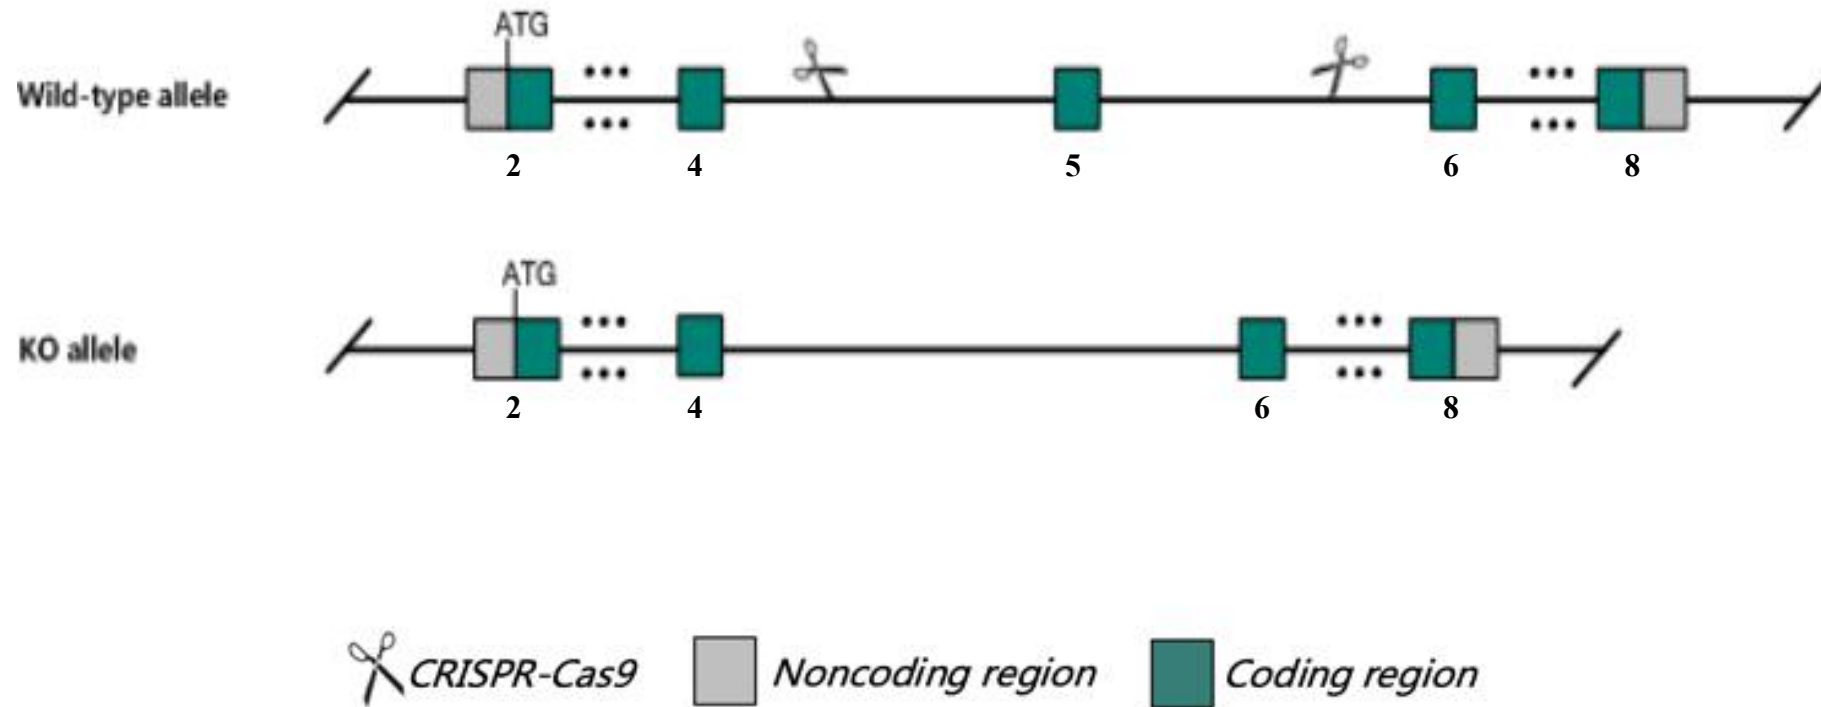 ATG
Wild-type allele
2 4 5 6 8
ATG
KO allele
2 4 6 8
CRISPR-Cas9 Noncoding region Coding region